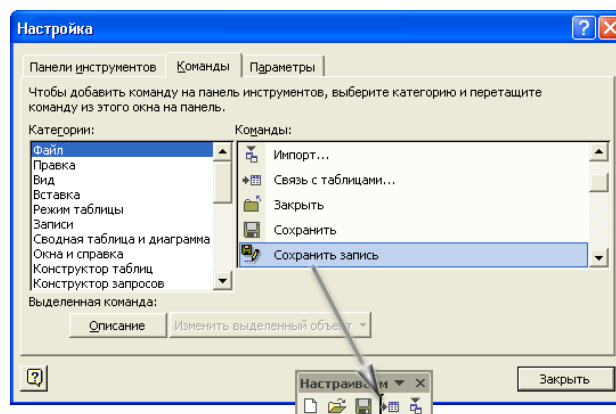 Настройка
Панели инструментов
Команды
Параметры
Чтобы добавить команду на панель инструментов, выберите категорию и перетащите
команду из этого окна на панель.
Категории:
Команды:
Файл
Правка
Вид
Вставка
Режим таблицы
Записи
Сводная таблица и диаграмма
Окна и справка
Конструктор таблиц
Конструктор запросов
Импорт...
Связь с таблицами...
Закрыть
Сохранить
Сохранить запись
Выделенная команда:
Описание
Изменить выделенный объект
Закрыть